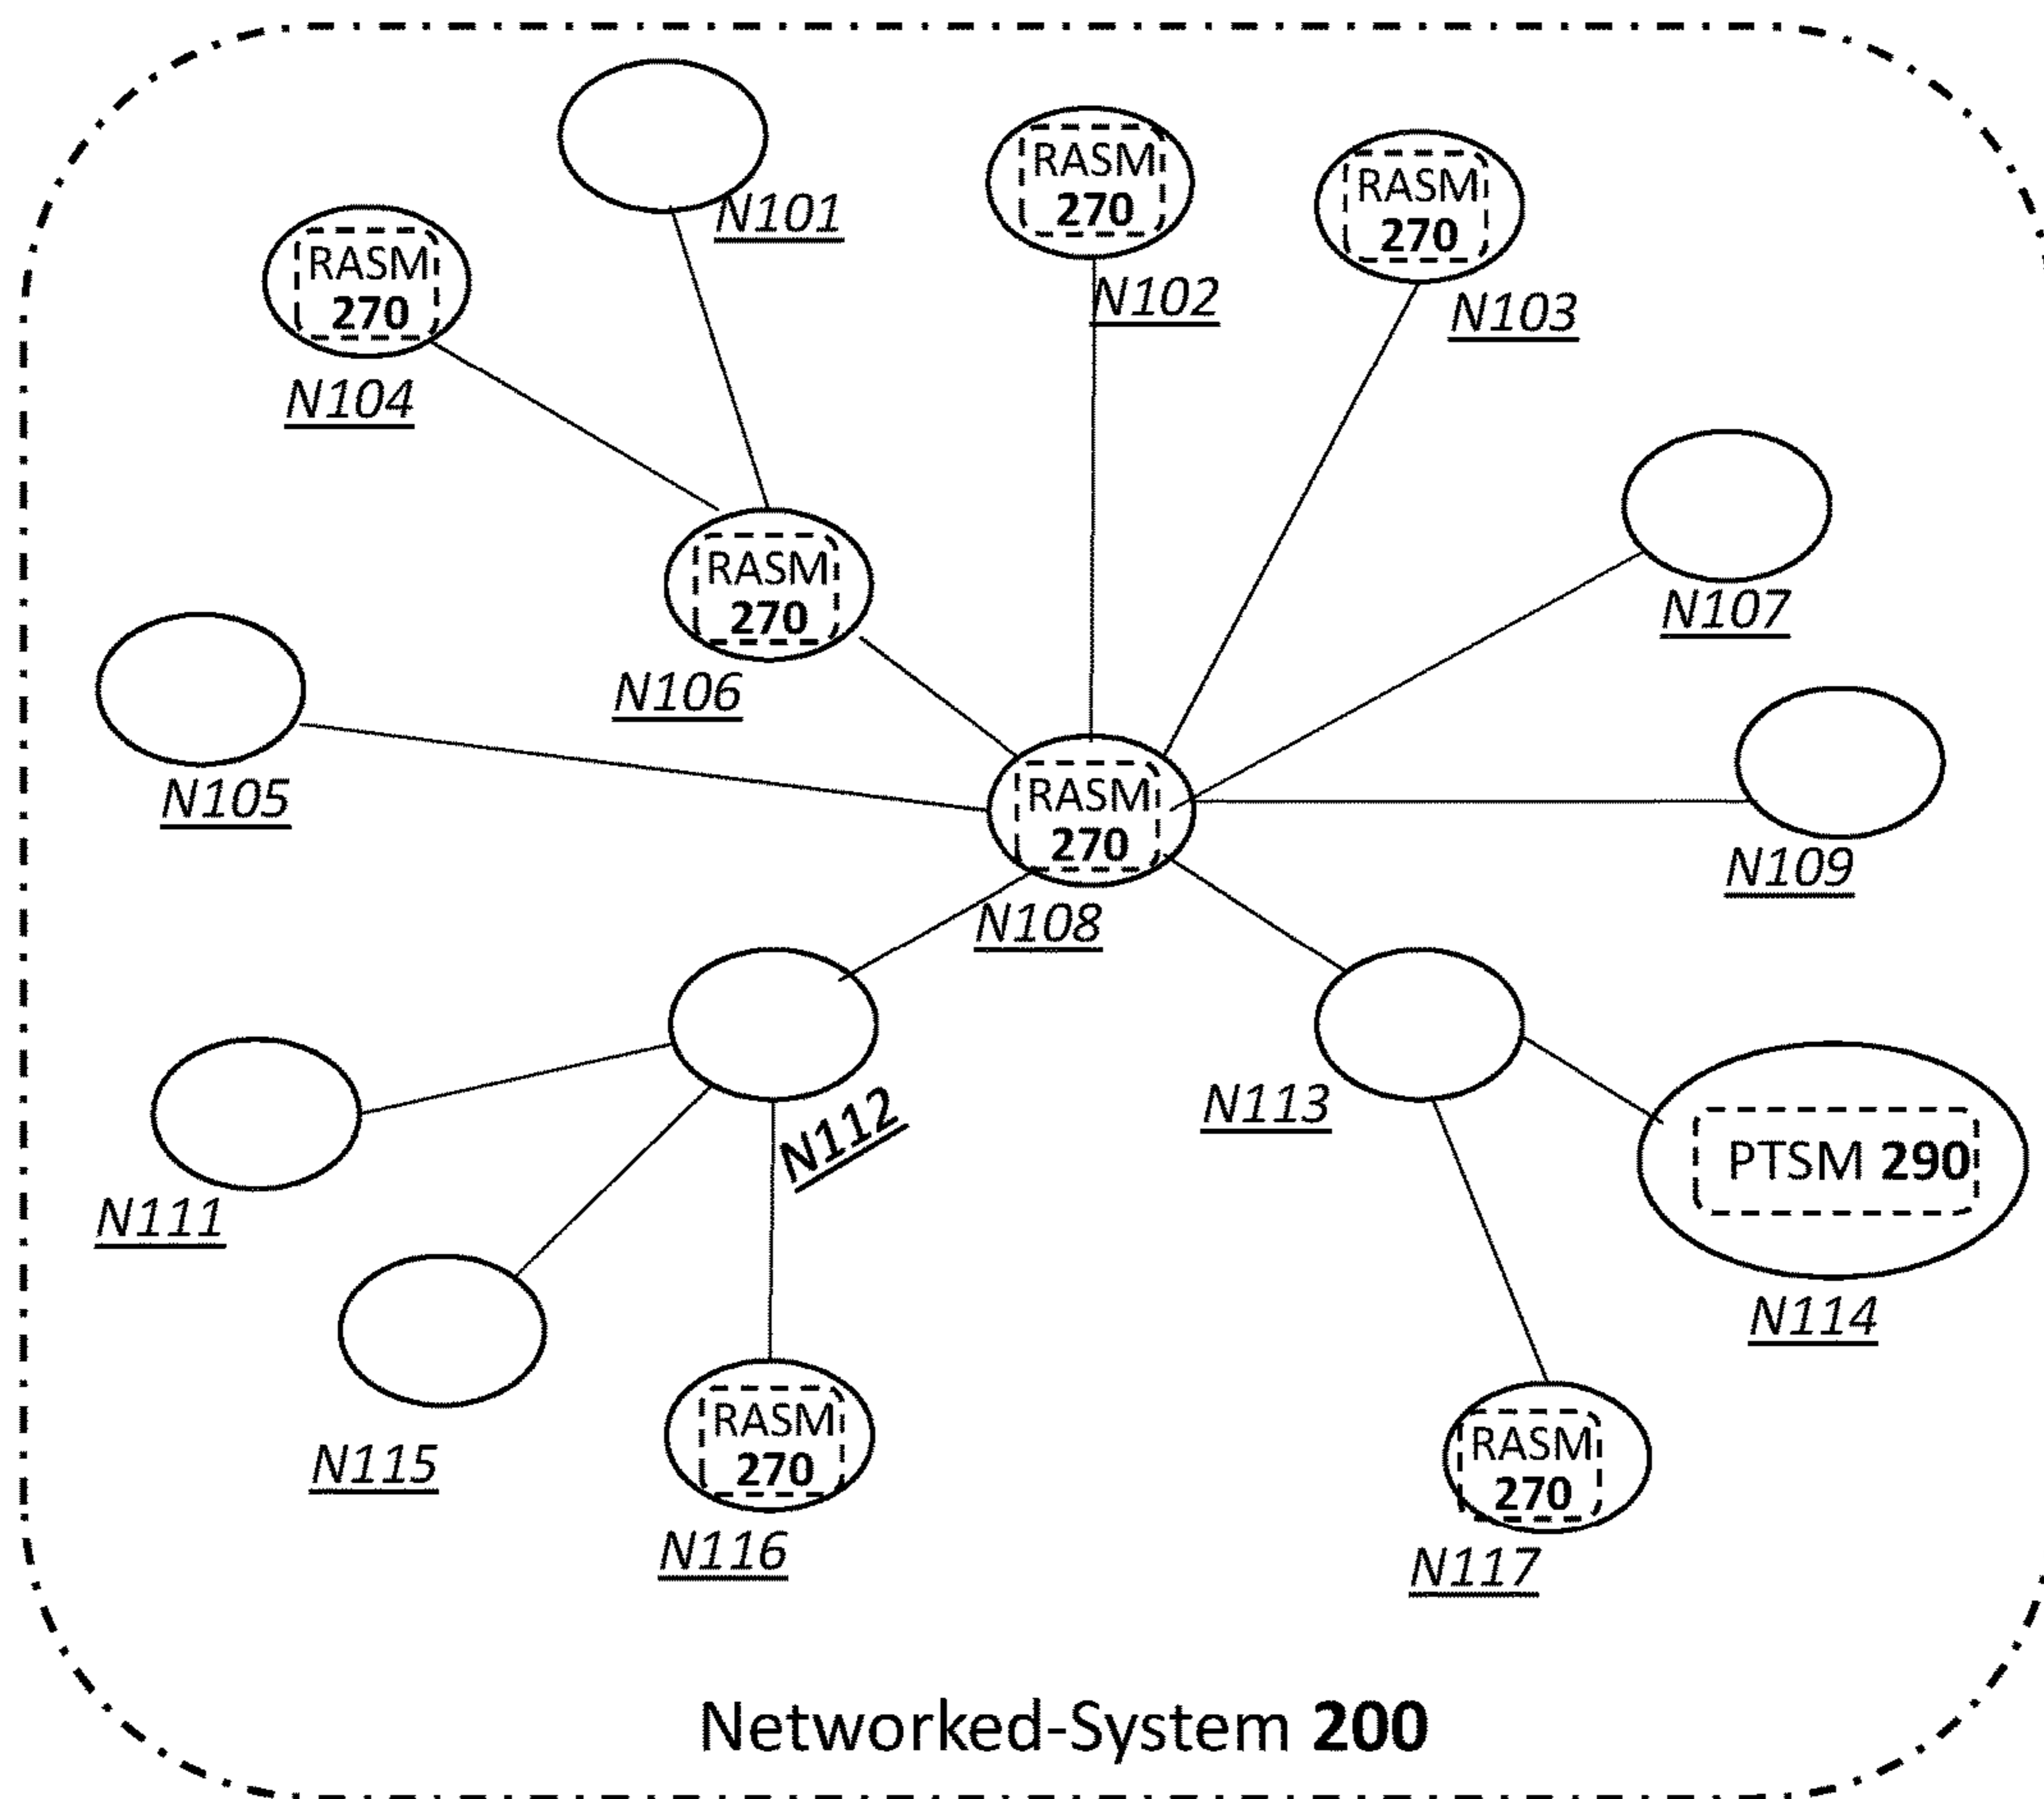 N101
RASM
270
N102
RASM
270
N103
RASM
270
N104
RASM
270
N106
N107
N105
RASM
270
N108
N109
N112
N113
N111
PTSM 290
N114
N115
RASM
270
N116
RASM
270
N117
Networked-System 200